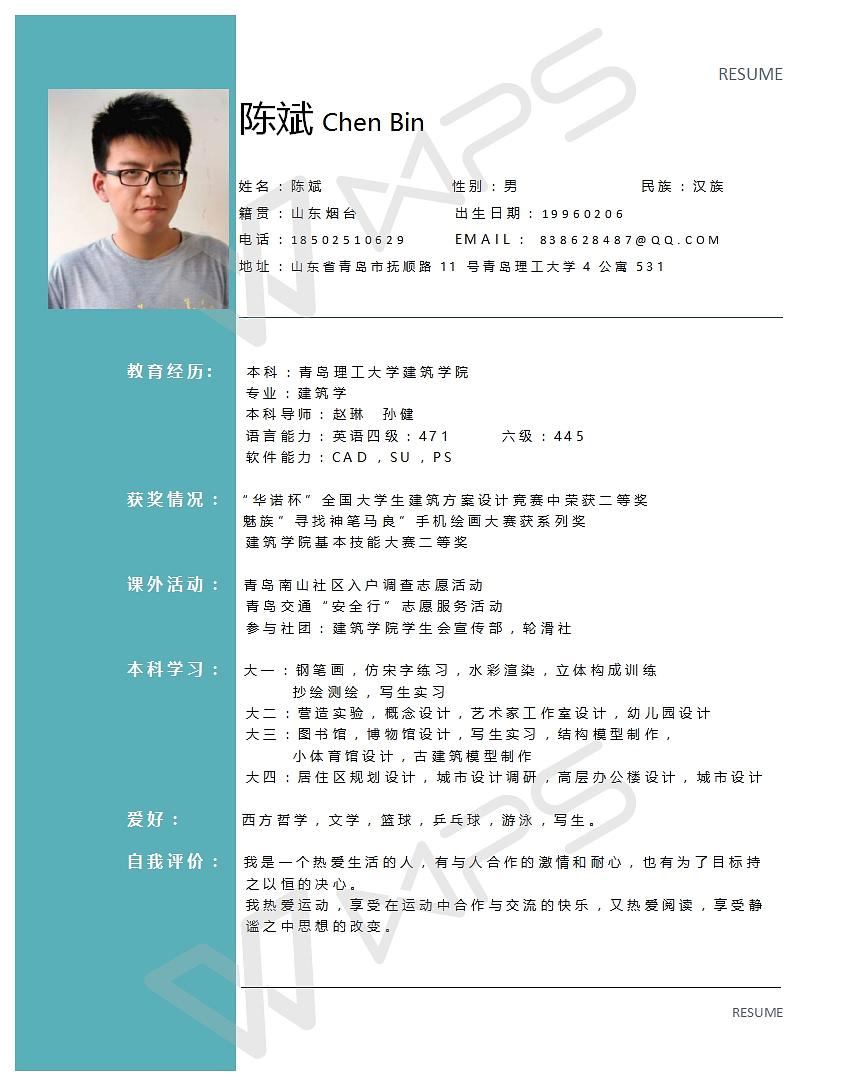 RESUME
陈斌 Chen Bin
姓名：陈斌 性别：男 民族：汉族
籍贯：山东烟台 出生日期：19960206
电话：18502510629 EMAIL： 838628487@QQ.COM
地址：山东省青岛市抚顺路 11 号青岛理工大学 4 公寓 531
教育经历： 本科：青岛理工大学建筑学院
专业：建筑学
本科导师：赵琳 孙健
语言能力：英语四级：471 六级：445
软件能力：CAD，SU，PS
获奖情况： “华诺杯”全国大学生建筑方案设计竞赛中荣获二等奖
魅族”寻找神笔马良”手机绘画大赛获系列奖
建筑学院基本技能大赛二等奖
课外活动： 青岛南山社区入户调查志愿活动
青岛交通“安全行”志愿服务活动
参与社团：建筑学院学生会宣传部，轮滑社
本科学习： 大一：钢笔画，仿宋字练习，水彩渲染，立体构成训练
抄绘测绘，写生实习
大二：营造实验，概念设计，艺术家工作室设计，幼儿园设计
大三：图书馆，博物馆设计，写生实习，结构模型制作，
小体育馆设计，古建筑模型制作
大四：居住区规划设计，城市设计调研，高层办公楼设计，城市设计
爱好： 西方哲学，文学，篮球，乒乓球，游泳，写生。
自我评价： 我是一个热爱生活的人，有与人合作的激情和耐心，也有为了目标持
之以恒的决心。
我热爱运动，享受在运动中合作与交流的快乐，又热爱阅读，享受静
谧之中思想的改变。
RESUME
WPS
WPS